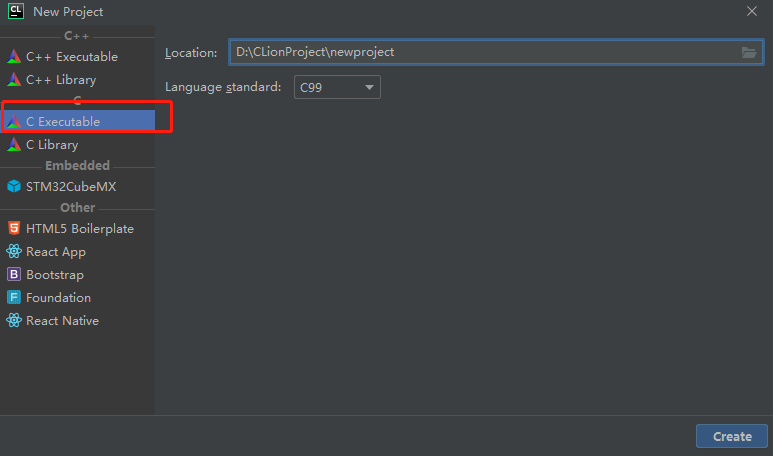 CL New Project
C++
C++ Executable
C++ Library
C
C Executable
C Library
Embedded
STM32CubeMX
Other
5 HTML5 Boilerplate
React App
B Bootstrap
F Foundation
React Native
Location: D:\CLionProject\newproject
Language standard: C99
Create